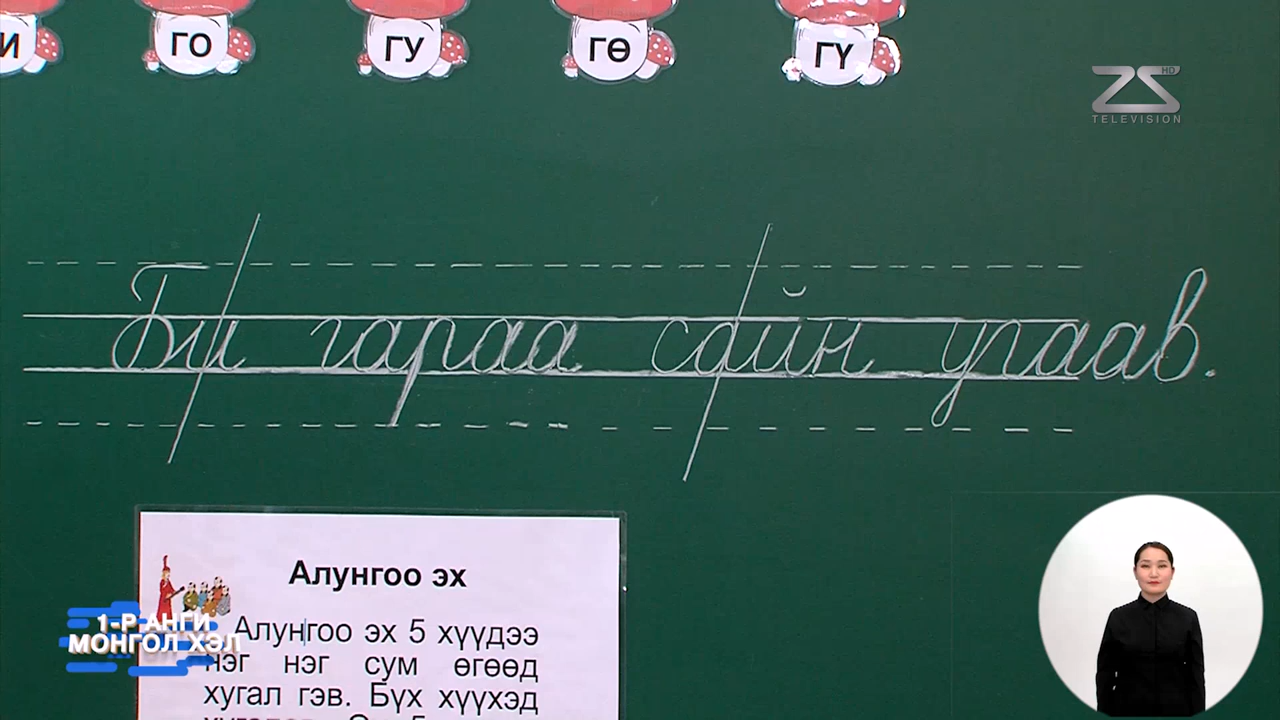 И ГО ГУ ГӨ ГҮ
HD
TELEVISION
Би гараа сайн угаав.
Алунгоо эх
Алунгоо эх 5 хүүдээ
нэг нэг сум өгөөд
хугал гэв. Бүх хүүхэд
1-Р АНГИ
МОНГОЛ ХЭЛ